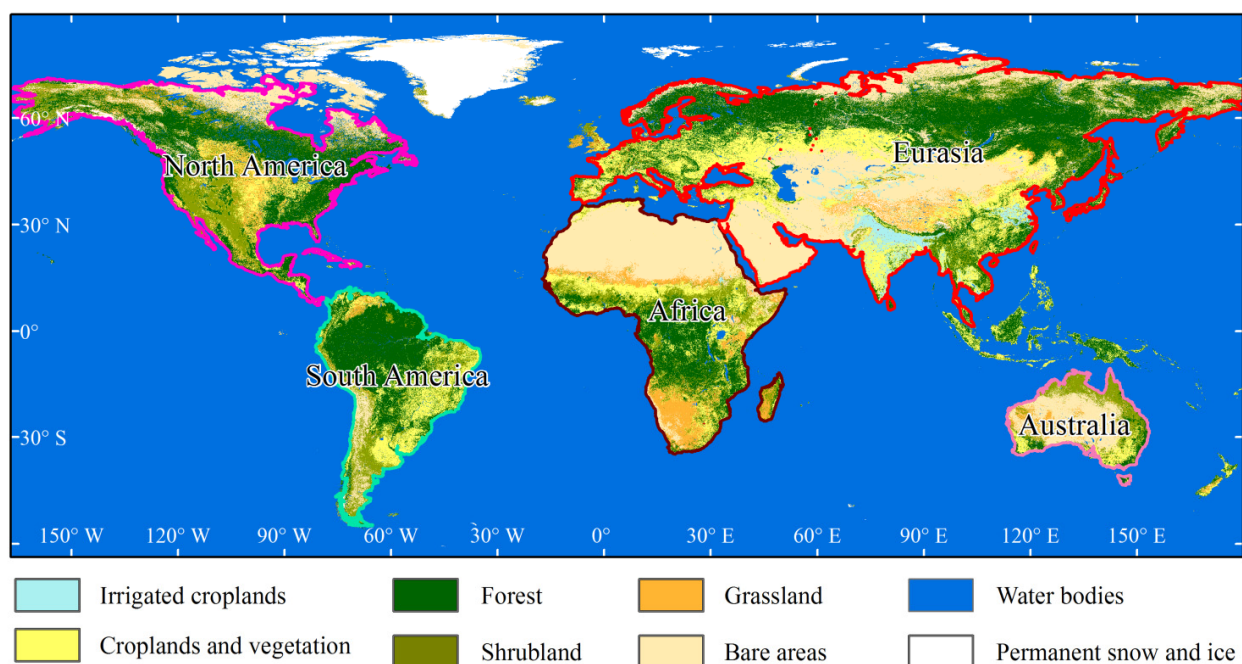 60° N
North America
Eurasia
30° N
Africa
0°
South America
Australia
30° S
150° W 120° W 90° W 60° W 30° W 0° 30° E 60° E 90° E 120° E 150° E
Irrigated croplands Forest Grassland Water bodies
Croplands and vegetation Shrubland Bare areas Permanent snow and ice